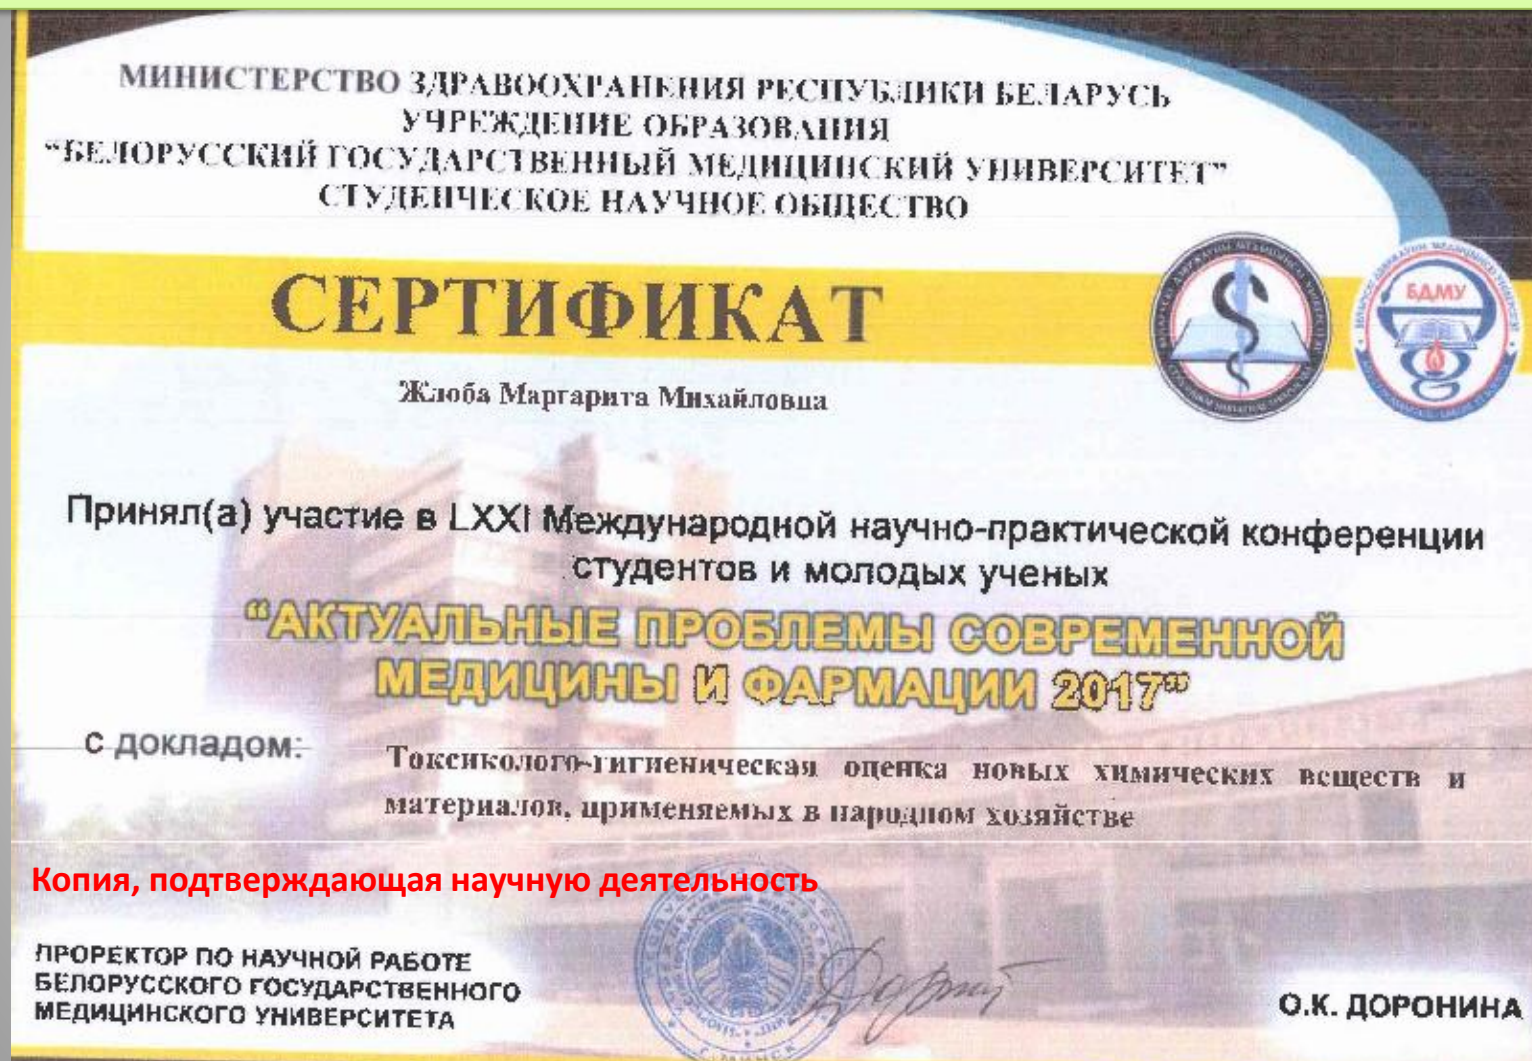 МИНИСТЕРСТВО ЗДРАВООХРАНЕНИЯ РЕСПУБЛИКИ БЕЛАРУСЬ
УЧРЕЖДЕНИЕ ОБРАЗОВАНИЯ
“БЕЛОРУССКИЙ ГОСУДАРСТВЕННЫЙ МЕДИЦИНСКИЙ УНИВЕРСИТЕТ”
СТУДЕНЧЕСКОЕ НАУЧНОЕ ОБЩЕСТВО
СЕРТИФИКАТ
БДМУ
Жлоба Маргарита Михайловна
Принял(а) участие в LXXI Международной научно-практической конференции
студентов и молодых ученых
“АКТУАЛЬНЫЕ ПРОБЛЕМЫ СОВРЕМЕННОЙ
МЕДИЦИНЫ И ФАРМАЦИИ 2017”
с докладом:
Токсиколого-гигиеническая оценка новых химических веществ и
материалов, применяемых в народном хозяйстве
Копия, подтверждающая научную деятельность
ПРОРЕКТОР ПО НАУЧНОЙ РАБОТЕ
БЕЛОРУССКОГО ГОСУДАРСТВЕННОГО
МЕДИЦИНСКОГО УНИВЕРСИТЕТА
О.К. ДОРОНИНА